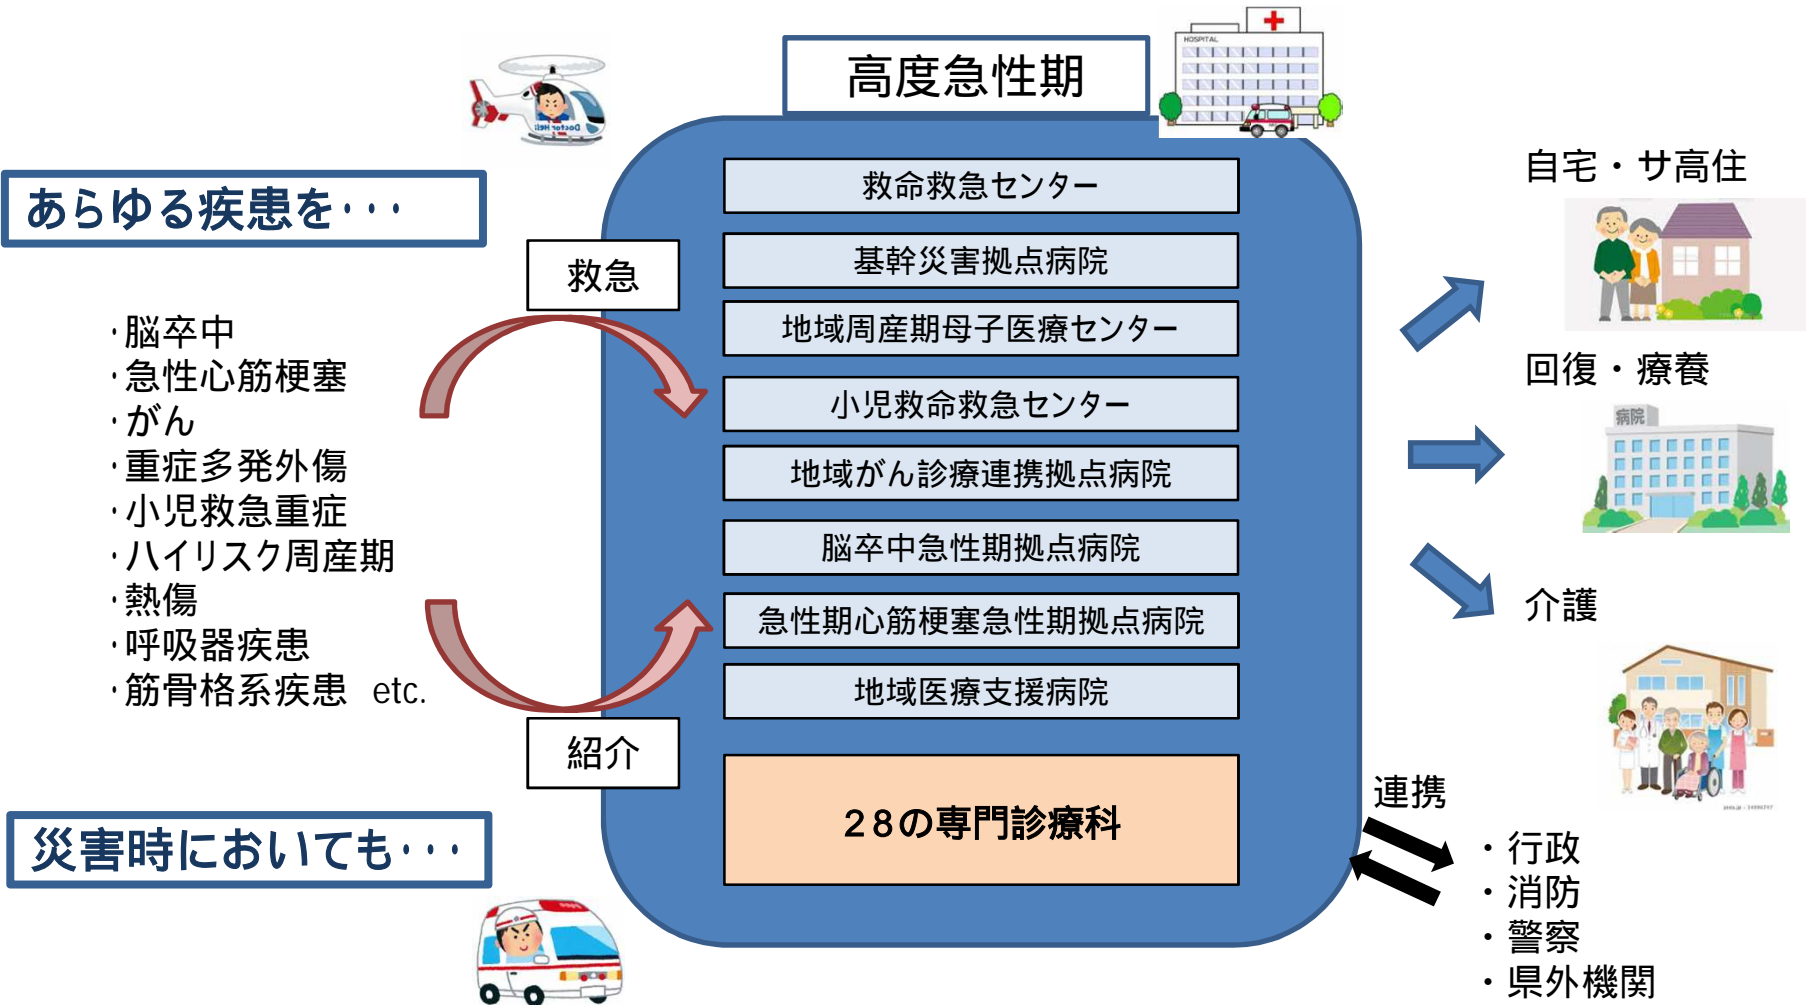 高度急性期
HOSPITAL
あらゆる疾患を・・・
・脳卒中
・急性心筋梗塞
・がん
・重症多発外傷
・小児救急重症
・ハイリスク周産期
・熱傷
・呼吸器疾患
・筋骨格系疾患 etc.
災害時においても・・・
救急
紹介
救命救急センター
基幹災害拠点病院
地域周産期母子医療センター
小児救命救急センター
地域がん診療連携拠点病院
脳卒中急性期拠点病院
急性期心筋梗塞急性期拠点病院
地域医療支援病院
28の専門診療科
自宅・サ高住
回復・療養
病院
介護
連携
・行政
・消防
・警察
・県外機関
Doctor Heli